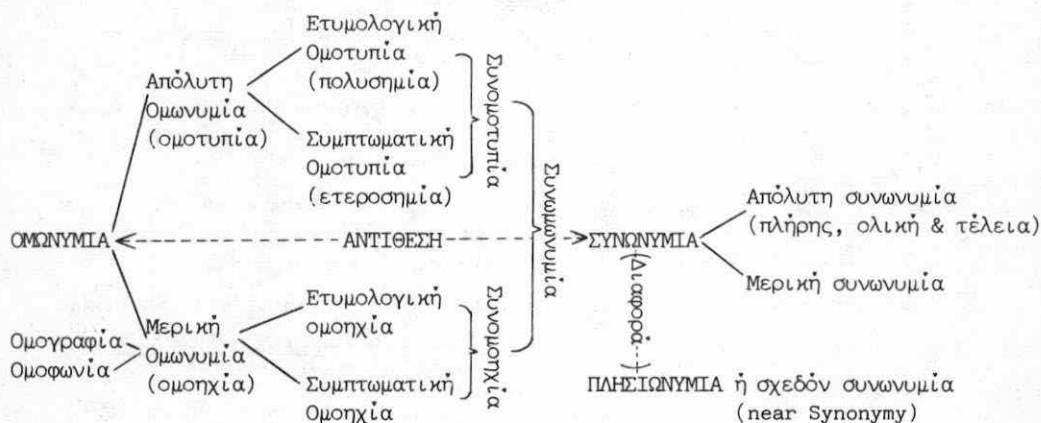 Ετυμολογική
Ομοτυπία
(πολυσημία)
Απόλυτη
Ομωνυμία
(ομοτυπία)
Συμπτωματική
Ομοτυπία
(ετεροσημία)
Συνομοτυπία
Συνομωνυμία
ΟΜΩΝΥΜΙΑ
ΑΝΤΙΘΕΣΗ
ΣΥΝΩΝΥΜΙΑ
Απόλυτη συνωνυμία
(πλήρης, ολική & τέλεια)
Μερική συνωνυμία
(Διαφορά)
Ετυμολογική
ομοηχία
Ομογραφία
Ομοφωνία
Μερική
Ομωνυμία
(ομοηχία)
Συμπτωματική
Ομοηχία
Συνομοηχία
ΠΛΗΣΙΩΝΥΜΙΑ ή σχεδόν συνωνυμία
(near Synonymy)